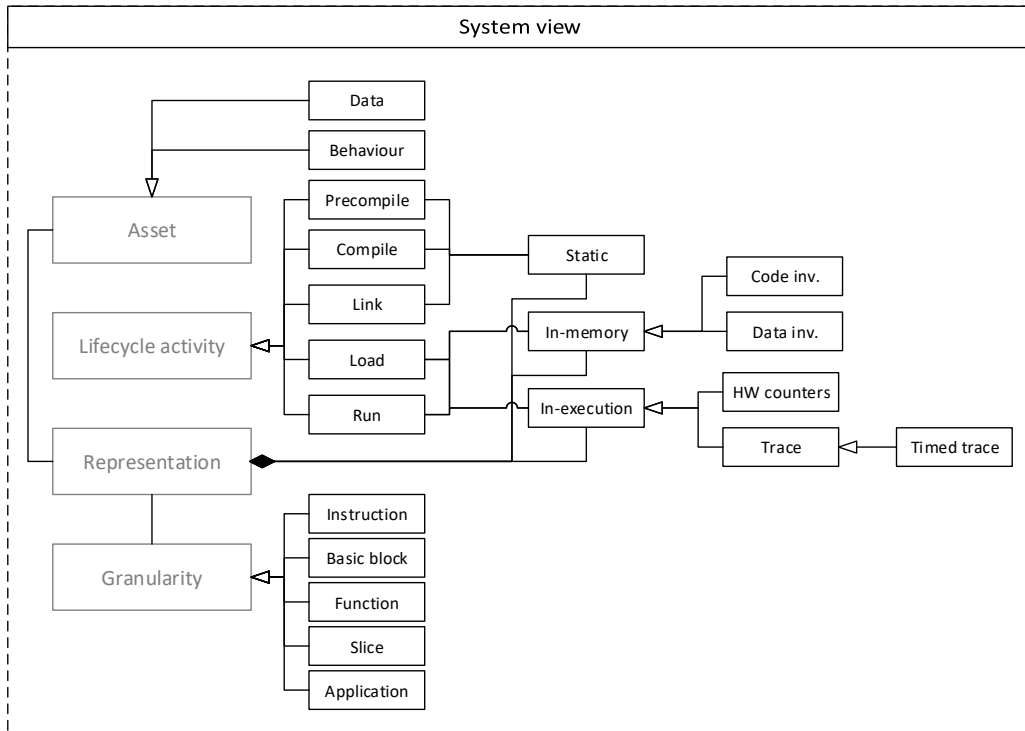 System view
Data
Behaviour
Asset
Precompile
Compile
Static
Link
Code inv.
Lifecycle activity
Load
In-memory
Data inv.
Run
In-execution
HW counters
Representation
Trace
Timed trace
Instruction
Basic block
Granularity
Function
Slice
Application